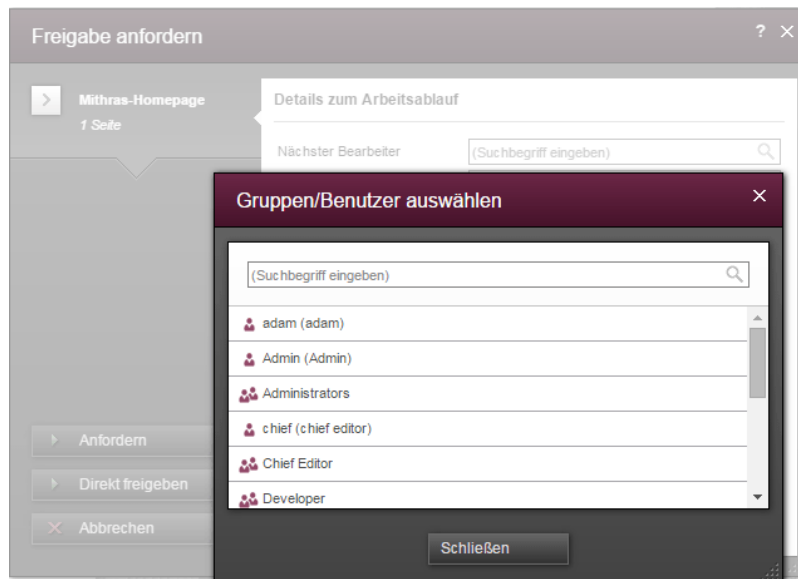 Freigabe anfordern
?
Mithras-Homepage
1 Seite
Details zum Arbeitsablauf
Nächster Bearbeiter
(Suchbegriff eingeben)
Gruppen/Benutzer auswählen
(Suchbegriff eingeben)
adam (adam)
Admin (Admin)
Administrators
chief (chief editor)
Chief Editor
Developer
Anfordern
Direkt freigeben
Abbrechen
Schließen